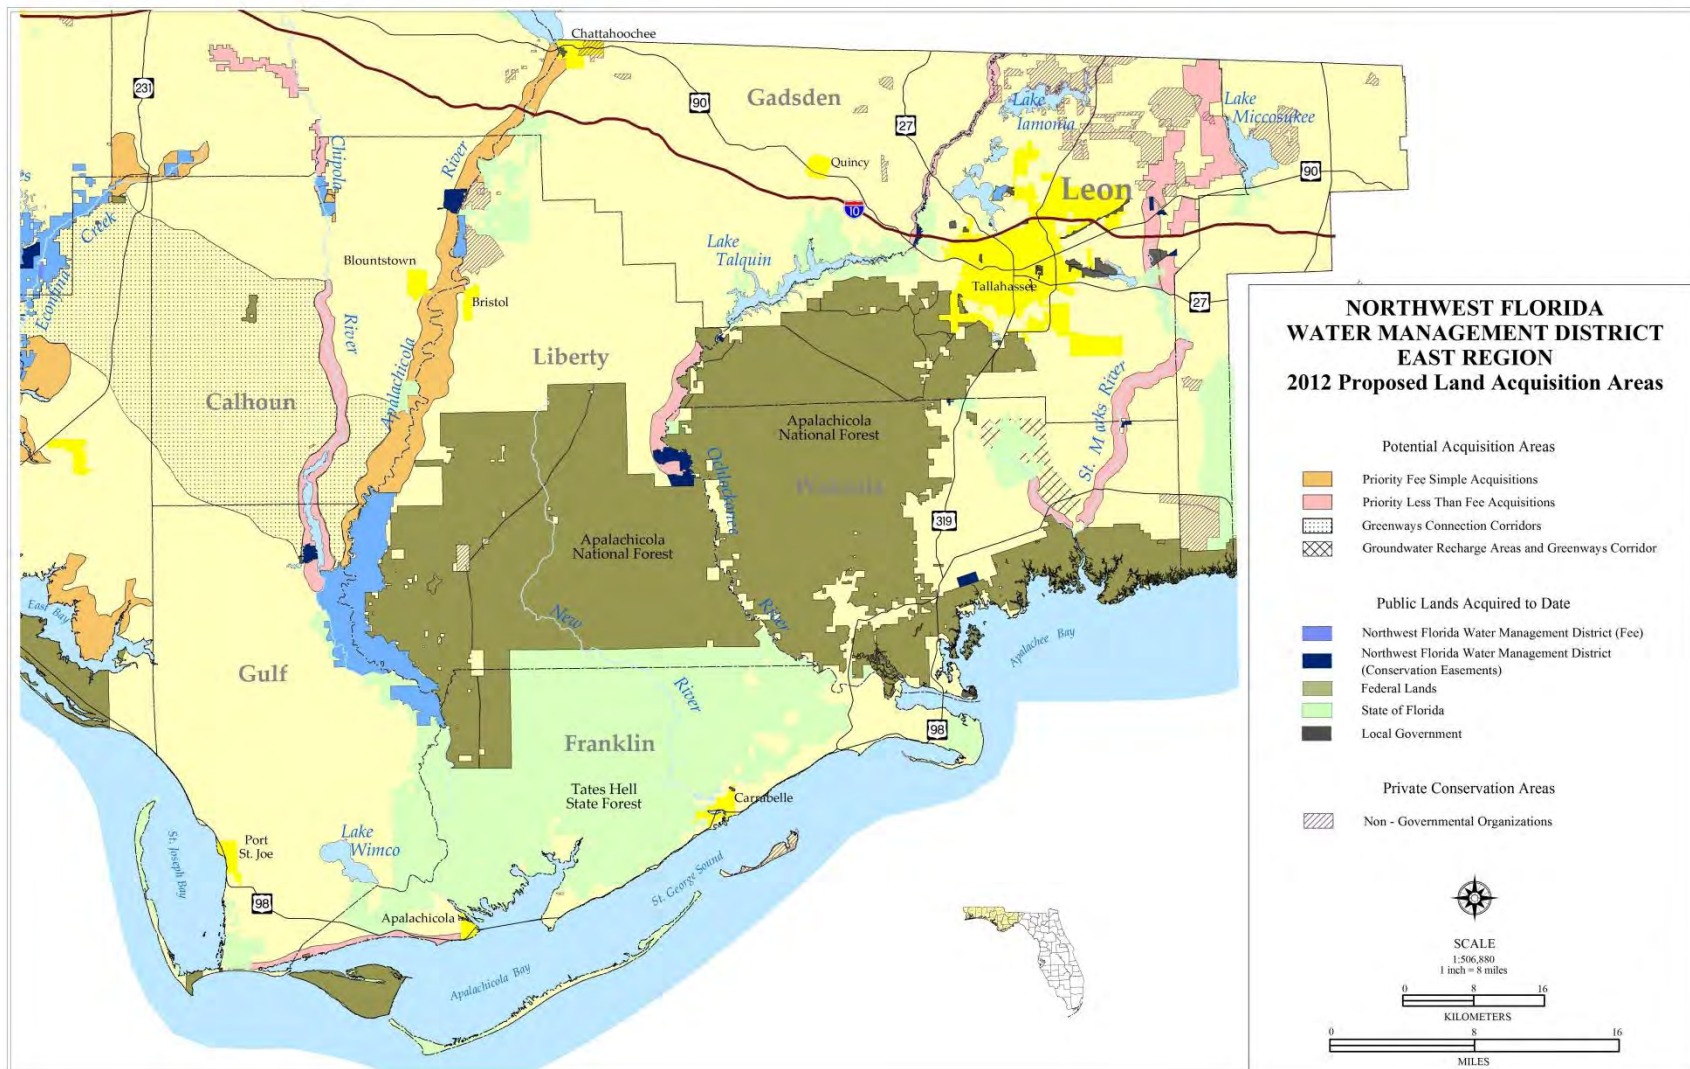 Chattahoochee
231
90
Gadsden
27
Lake
Iamonia
Lake
Miccosukee
Quincy
Chipola
River
10
Leon
90
Creek
Econfina
Blountstown
Bristol
River
Lake
Talquin
Tallahassee
27
Liberty
Calhoun
Apalachicola
Apalachicola
National Forest
Ochlockonee
Wakulla
St. Marks River
319
Apalachicola
National Forest
East Bay
New
River
River
Apalachee Bay
Gulf
98
Franklin
Tates Hell
State Forest
Carrabelle
Port
St. Joe
Lake
Wimco
St. Joseph Bay
St. George Sound
98
Apalachicola
Apalachicola Bay
NORTHWEST FLORIDA
WATER MANAGEMENT DISTRICT
EAST REGION
2012 Proposed Land Acquisition Areas
Potential Acquisition Areas
Priority Fee Simple Acquisitions
Priority Less Than Fee Acquisitions
Greenways Connection Corridors
Groundwater Recharge Areas and Greenways Corridor
Public Lands Acquired to Date
Northwest Florida Water Management District (Fee)
Northwest Florida Water Management District
(Conservation Easements)
Federal Lands
State of Florida
Local Government
Private Conservation Areas
Non - Governmental Organizations
SCALE
1:506,880
1 inch = 8 miles
0 8 16
KILOMETERS
0 8 16
MILES